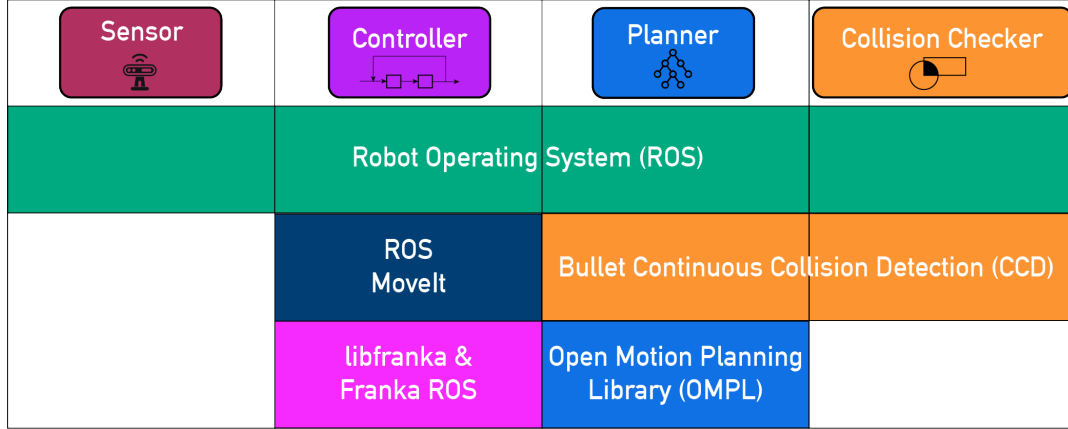 Sensor
Controller
Planner
Collision Checker
Robot Operating System (ROS)
ROS
MoveIt
Bullet Continuous Collision Detection (CCD)
libfranka &
Franka ROS
Open Motion Planning
Library (OMPL)